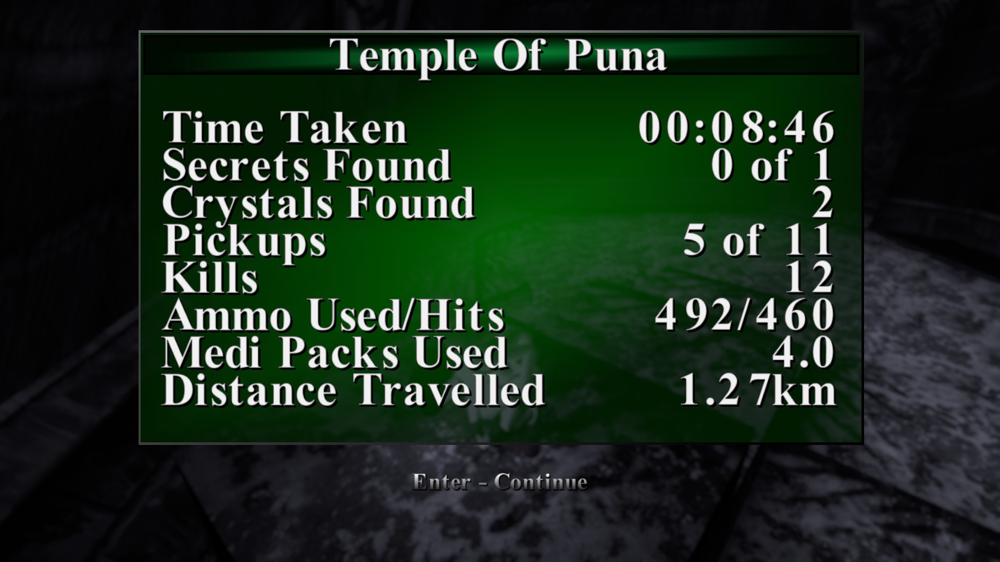 Temple Of Puna
Time Taken 00:08:46
Secrets Found 0 of 1
Crystals Found 2
Pickups 5 of 11
Kills 12
Ammo Used/Hits 492/460
Medi Packs Used 4.0
Distance Travelled 1.27km
Enter - Continue